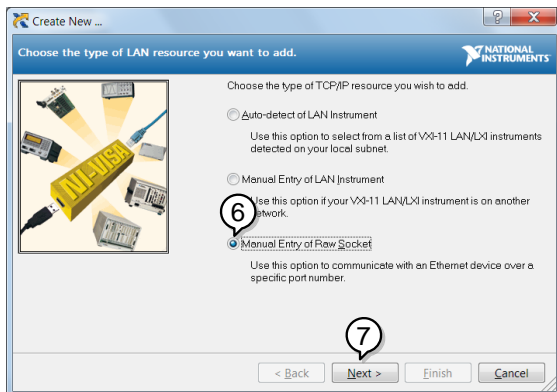 Create New ...
Choose the type of LAN resource you want to add.
NATIONAL
INSTRUMENTS
NI-VISA
Choose the type of TCP/IP resource you wish to add.
Auto-detect of LAN Instrument
Use this option to select from a list of VXI-11 LAN/LXI instruments
detected on your local subnet.
Manual Entry of LAN Instrument
Use this option if your VXI-11 LAN/LXI instrument is on another
network.
6
Manual Entry of Raw Socket
Use this option to communicate with an Ethernet device over a
specific port number.
7
< Back
Next >
Finish
Cancel